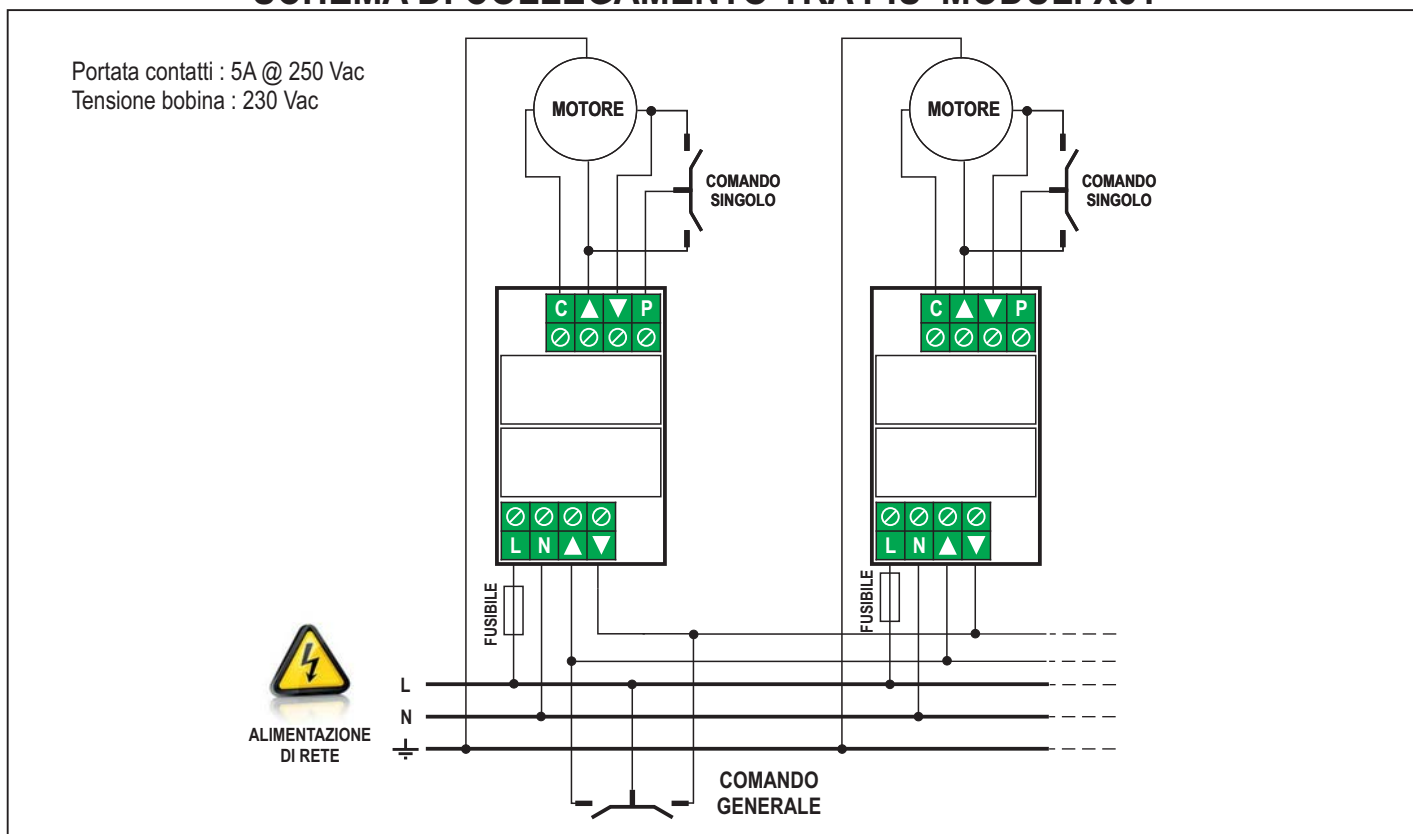 Portata contatti : 5A @ 250 Vac
Tensione bobina : 230 Vac
MOTORE
COMANDO
SINGOLO
MOTORE
COMANDO
SINGOLO
C ▲ ▼ P
C ▲ ▼ P
L N ▲ ▼
L N ▲ ▼
FUSIBILE
FUSIBILE
L
N
ALIMENTAZIONE
DI RETE
COMANDO
GENERALE